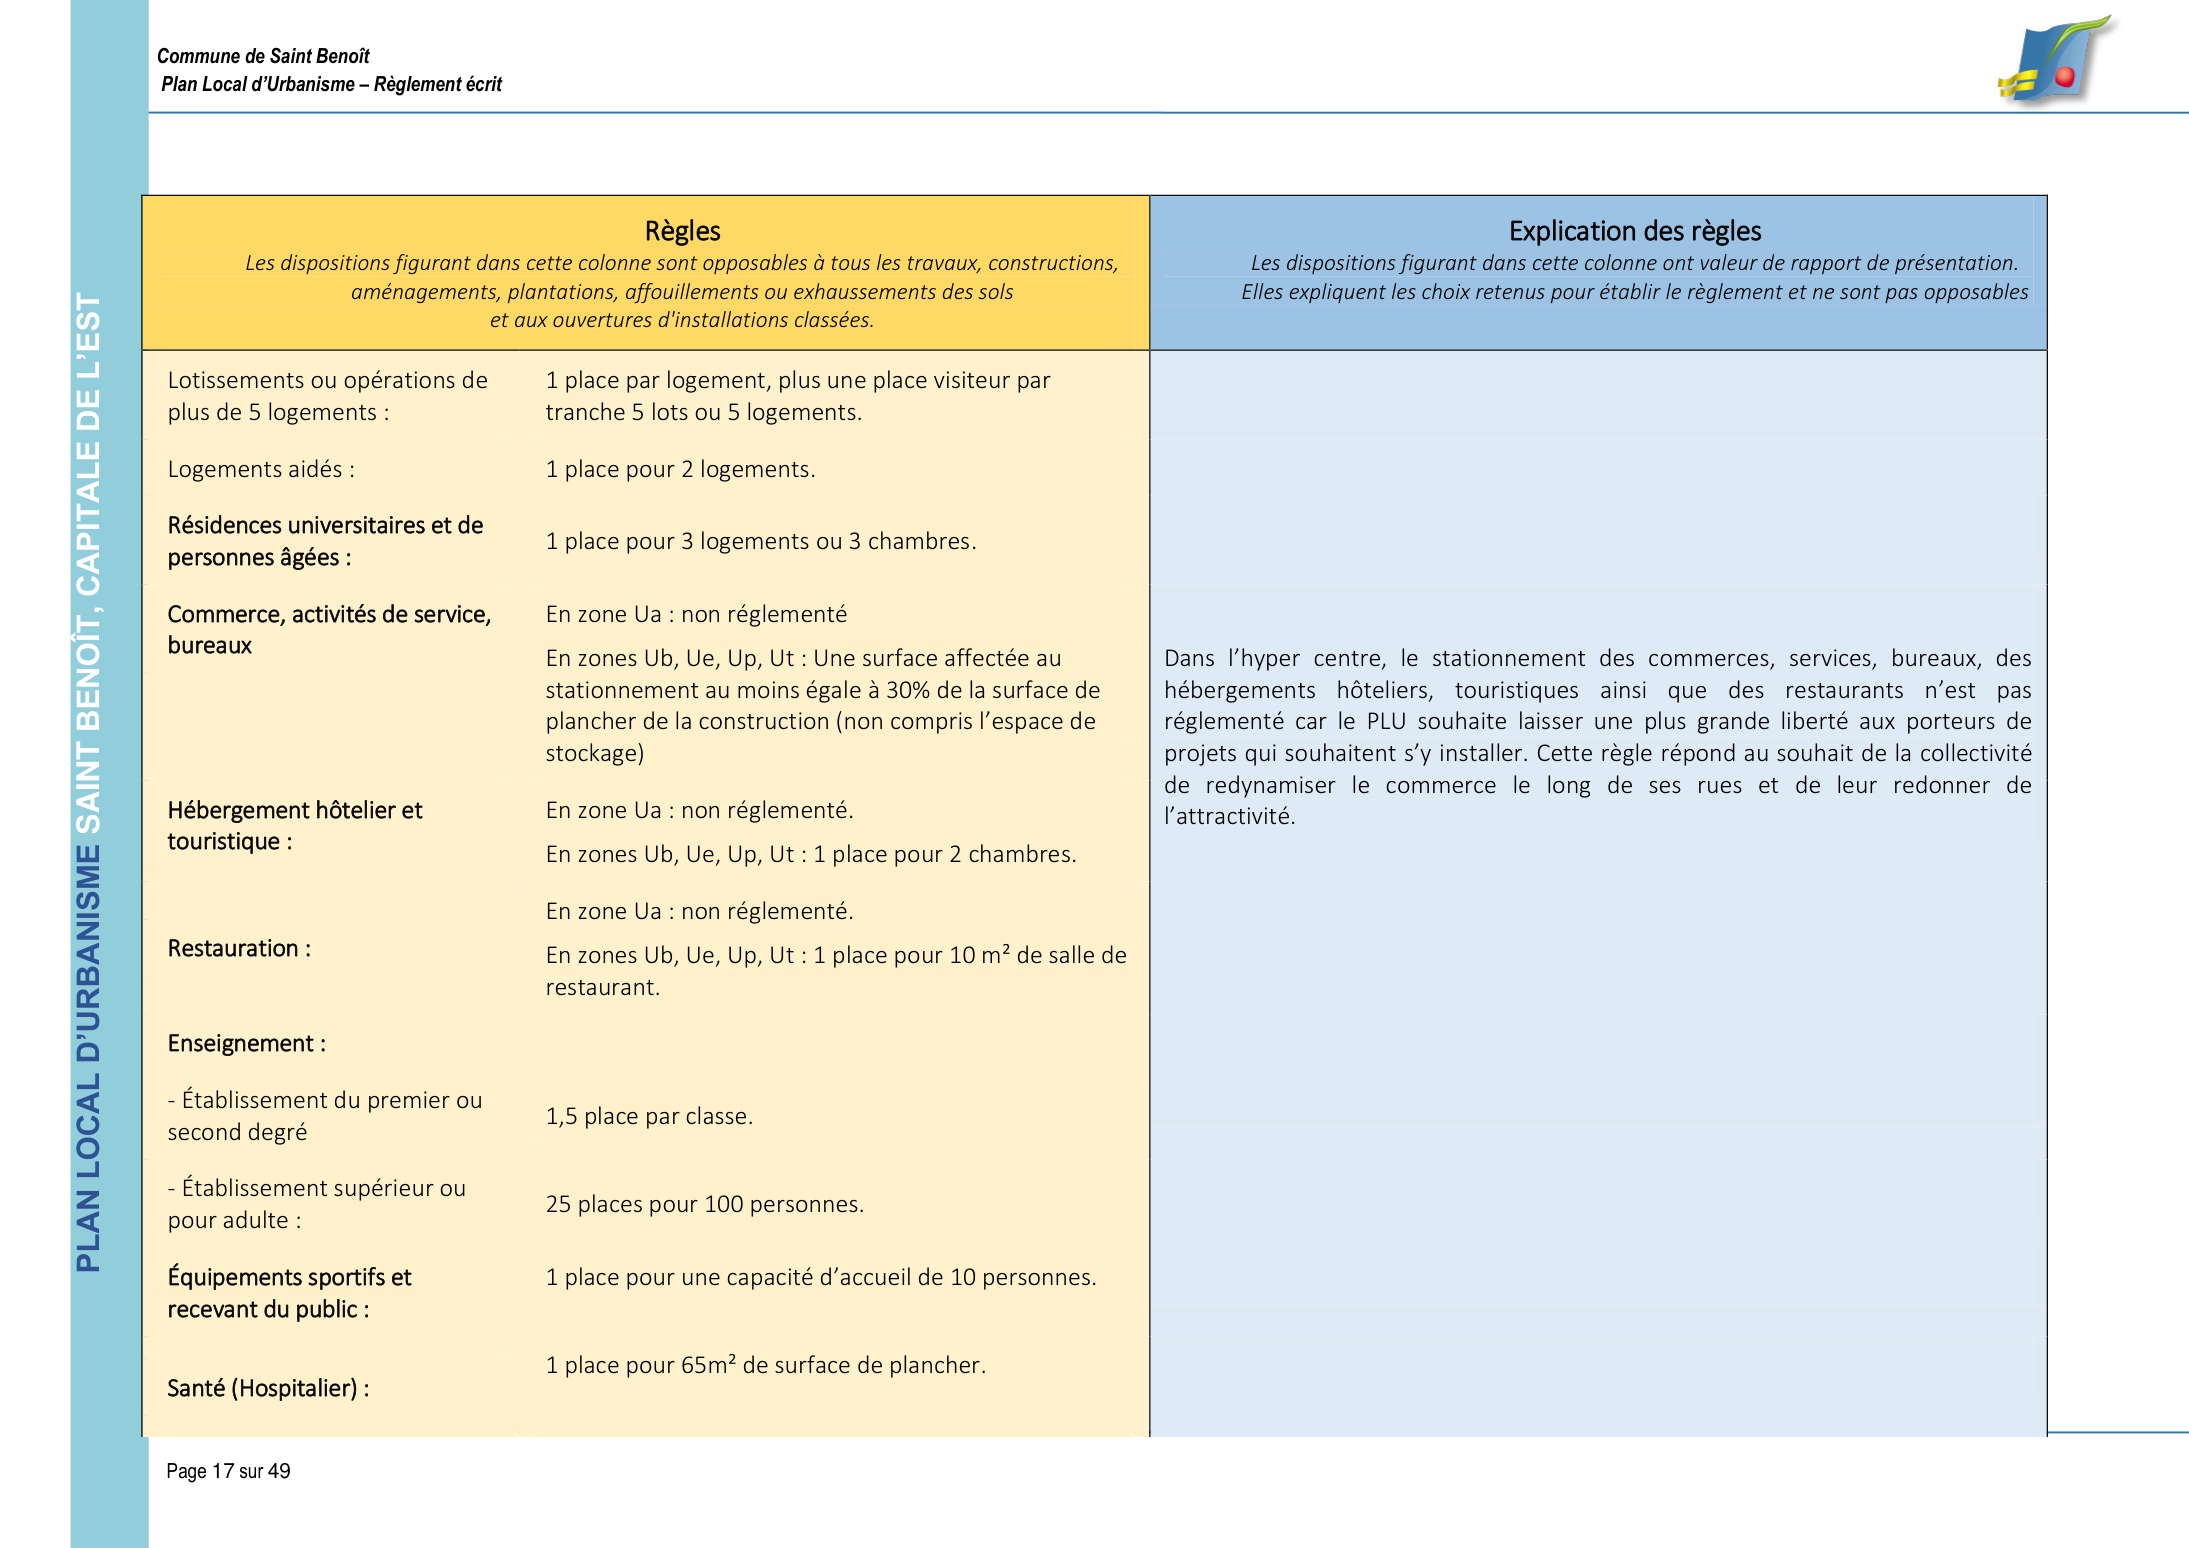 Commune de Saint Benoît
Plan Local d’Urbanisme – Règlement écrit
PLAN LOCAL D’URBANISME SAINT BENOÎT, CAPITALE DE L’EST
Règles
Les dispositions figurant dans cette colonne sont opposables à tous les travaux, constructions,
aménagements, plantations, affouillements ou exhaussements des sols
et aux ouvertures d'installations classées.
Explication des règles
Les dispositions figurant dans cette colonne ont valeur de rapport de présentation.
Elles expliquent les choix retenus pour établir le règlement et ne sont pas opposables
Lotissements ou opérations de
plus de 5 logements :
1 place par logement, plus une place visiteur par
tranche 5 lots ou 5 logements.
Logements aidés :
1 place pour 2 logements.
Résidences universitaires et de
personnes âgées :
1 place pour 3 logements ou 3 chambres.
Commerce, activités de service,
bureaux
En zone Ua : non réglementé
En zones Ub, Ue, Up, Ut : Une surface affectée au
stationnement au moins égale à 30% de la surface de
plancher de la construction (non compris l’espace de
stockage)
Dans l’hyper centre, le stationnement des commerces, services, bureaux, des
hébergements hôteliers, touristiques ainsi que des restaurants n’est pas
réglementé car le PLU souhaite laisser une plus grande liberté aux porteurs de
projets qui souhaitent s’y installer. Cette règle répond au souhait de la collectivité
de redynamiser le commerce le long de ses rues et de leur redonner de
l’attractivité.
Hébergement hôtelier et
touristique :
En zone Ua : non réglementé.
En zones Ub, Ue, Up, Ut : 1 place pour 2 chambres.
Restauration :
En zone Ua : non réglementé.
En zones Ub, Ue, Up, Ut : 1 place pour 10 m² de salle de
restaurant.
Enseignement :
- Établissement du premier ou
second degré
1,5 place par classe.
- Établissement supérieur ou
pour adulte :
25 places pour 100 personnes.
Équipements sportifs et
recevant du public :
1 place pour une capacité d’accueil de 10 personnes.
Santé (Hospitalier) :
1 place pour 65m² de surface de plancher.
Page 17 sur 49